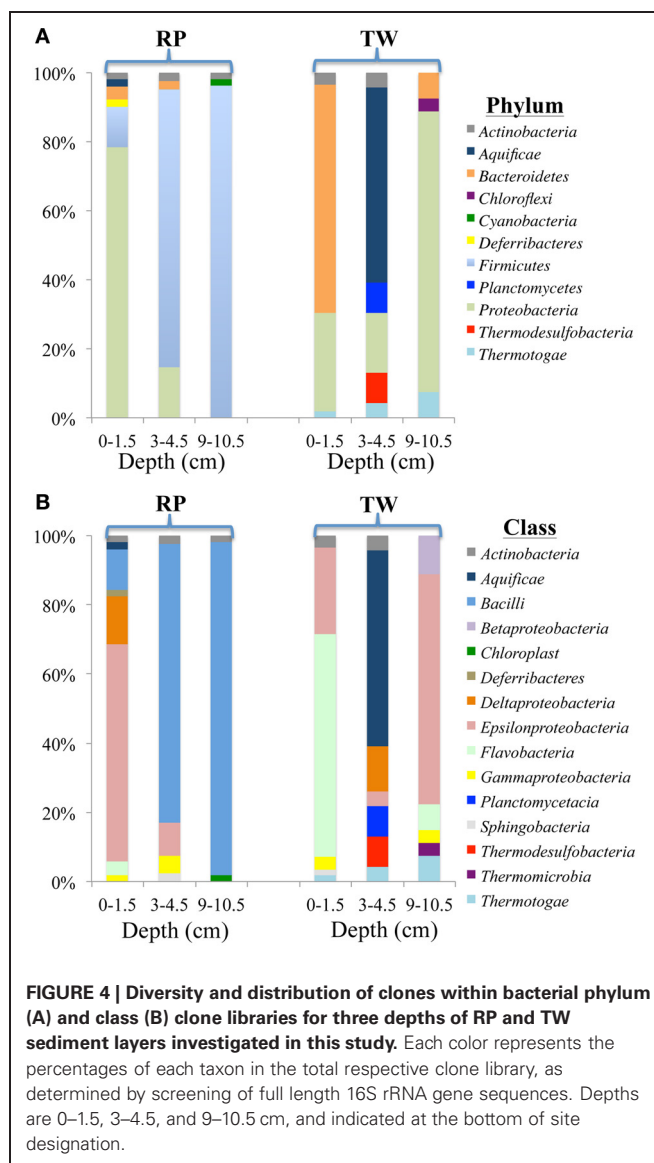 A
RP
TW
100%
80%
60%
40%
20%
0%
0-1.5
3-4.5
9-10.5
Depth (cm)
0-1.5
3-4.5
9-10.5
Depth (cm)
Phylum
Actinobacteria
Aquificae
Bacteroidetes
Chloroflexi
Cyanobacteria
Deferribacteres
Firmicutes
Planctomycetes
Proteobacteria
Thermodesulfobacteria
Thermotogae
B
RP
TW
100%
80%
60%
40%
20%
0%
0-1.5
3-4.5
9-10.5
Depth (cm)
0-1.5
3-4.5
9-10.5
Depth (cm)
Class
Actinobacteria
Aquificae
Bacilli
Betaproteobacteria
Chloroplast
Deferribacteres
Deltaproteobacteria
Epsilonproteobacteria
Flavobacteria
Gammaproteobacteria
Planctomycetacia
Sphingobacteria
Thermodesulfobacteria
Thermomicrobia
Thermotogae
FIGURE 4 | Diversity and distribution of clones within bacterial phylum
(A) and class (B) clone libraries for three depths of RP and TW
sediment layers investigated in this study. Each color represents the
percentages of each taxon in the total respective clone library, as
determined by screening of full length 16S rRNA gene sequences. Depths
are 0–1.5, 3–4.5, and 9–10.5 cm, and indicated at the bottom of site
designation.